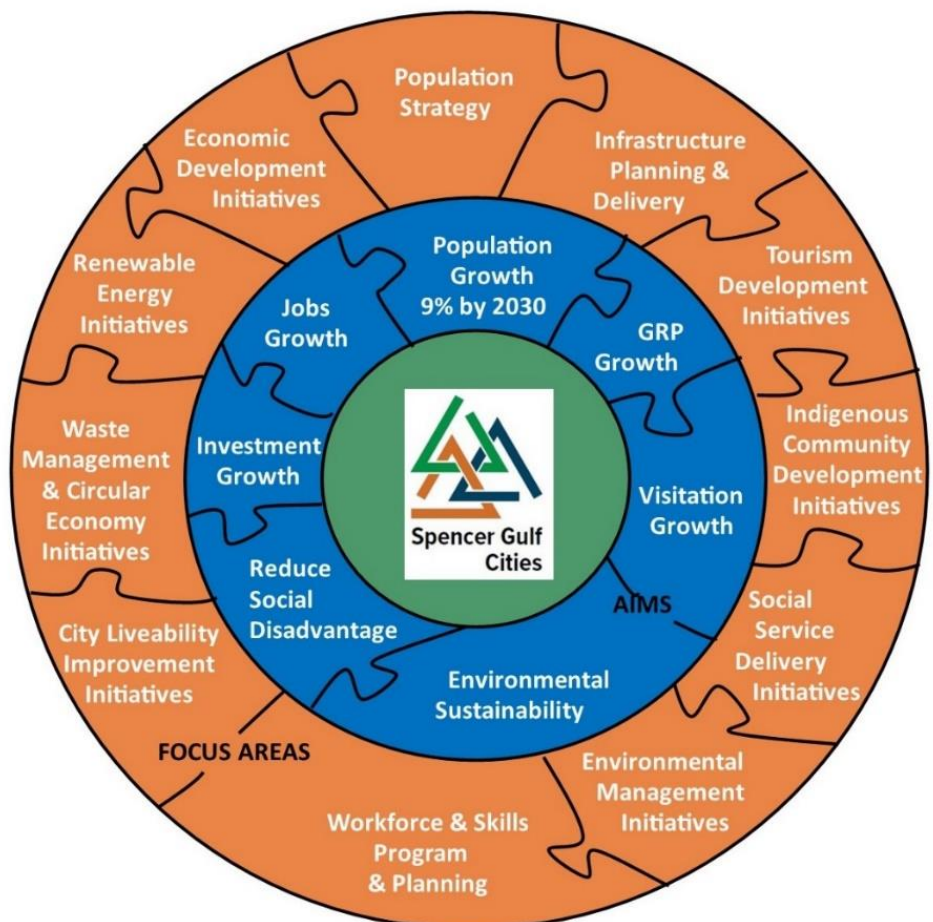 Population
Strategy
Infrastructure
Planning &
Delivery
Tourism
Development
Initiatives
Indigenous
Community
Development
Initiatives
Social
Service
Delivery
Initiatives
Environmental
Management
Initiatives
Workforce & Skills
Program
& Planning
FOCUS AREAS
City Liveability
Improvement
Initiatives
Waste
Management
& Circular
Economy
Initiatives
Renewable
Energy
Initiatives
Economic
Development
Initiatives
Population
Growth
9% by 2030
GRP
Growth
Visitation
Growth
AIMS
Environmental
Sustainability
Reduce
Social
Disadvantage
Investment
Growth
Jobs
Growth
Spencer Gulf
Cities